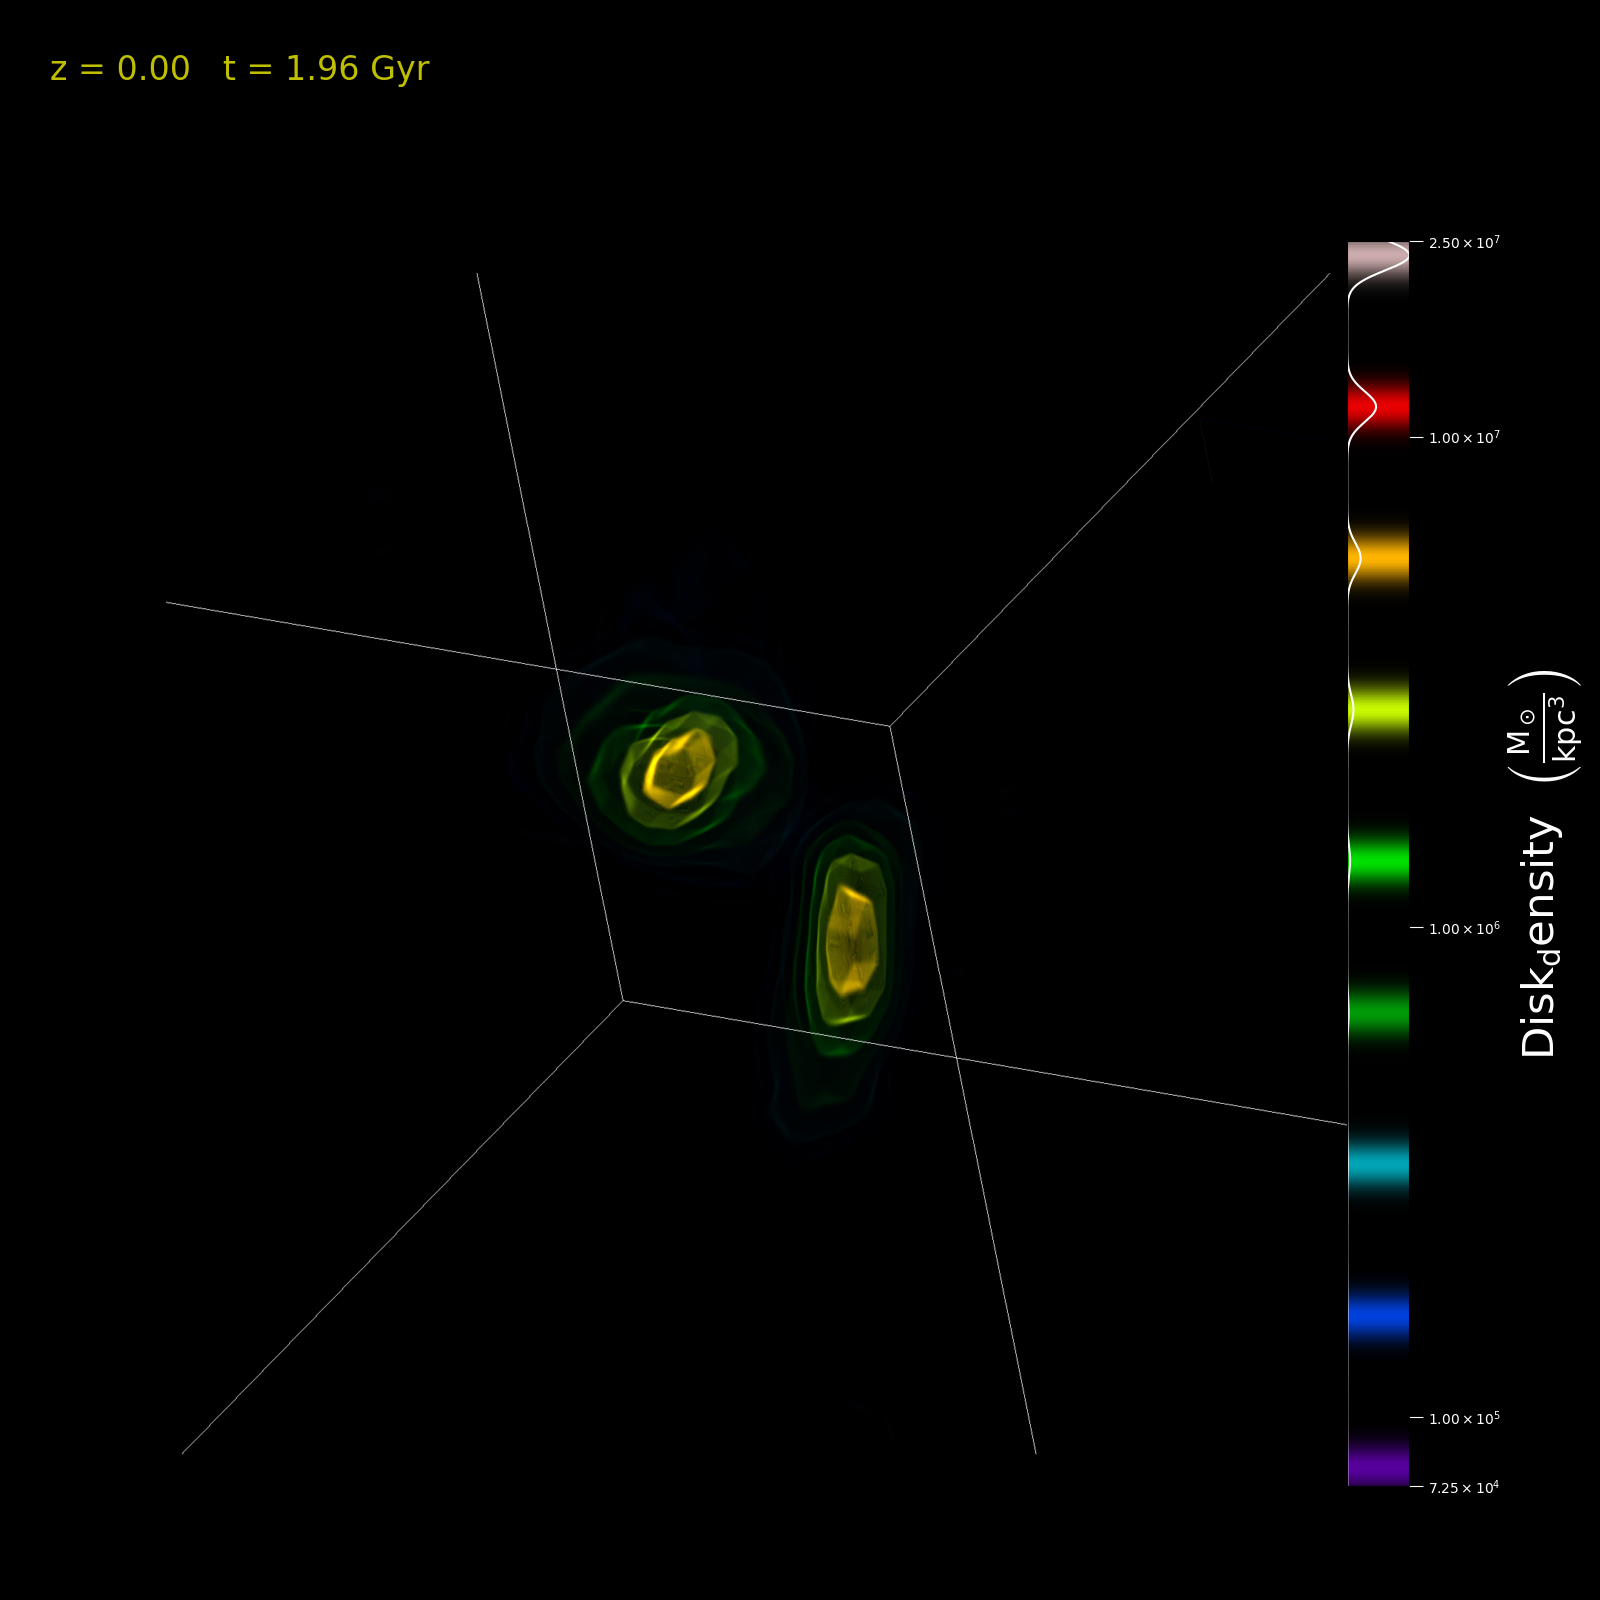 z = 0.00   t = 1.96 Gyr
2.50 × 10⁷
1.00 × 10⁷
1.00 × 10⁶
1.00 × 10⁵
7.25 × 10⁴
Disk_density (M⊙/kpc³)